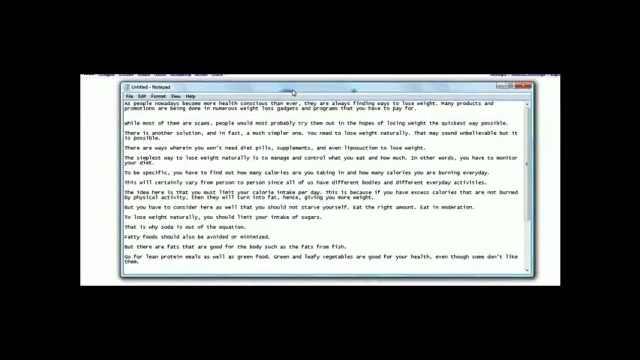 Untitled - Notepad
File Edit Format View Help
As people nowadays become more health conscious than ever, they are always finding ways to lose weight. Many products and
promotions are being done in numerous weight loss gadgets and programs that you have to pay for.
While most of them are scams, people would most probably try them out in the hopes of losing weight the quickest way possible.
There is another solution, and in fact, a much simpler one. You need to lose weight naturally. That may sound unbelievable but it
is possible.
There are ways wherein you won't need diet pills, supplements, and even liposuction to lose weight.
The simplest way to lose weight naturally is to manage and control what you eat and how much. In other words, you have to monitor
your diet.
To be specific, you have to find out how many calories are you taking in and how many calories you are burning everyday.
This will certainly vary from person to person since all of us have different bodies and different everyday activities.
The idea here is that you must limit your calorie intake per day. This is because if you have excess calories that are not burned
by physical activity, then they will turn into fat, hence, giving you more weight.
But you have to consider here as well that you should not starve yourself. Eat the right amount. Eat in moderation.
To lose weight naturally, you should limit your intake of sugars.
That is why soda is out of the equation.
Fatty foods should also be avoided or minimized.
But there are fats that are good for the body such as the fats from fish.
Go for lean protein meals as well as green food. Green and leafy vegetables are good for your health, even though some don't like
them.